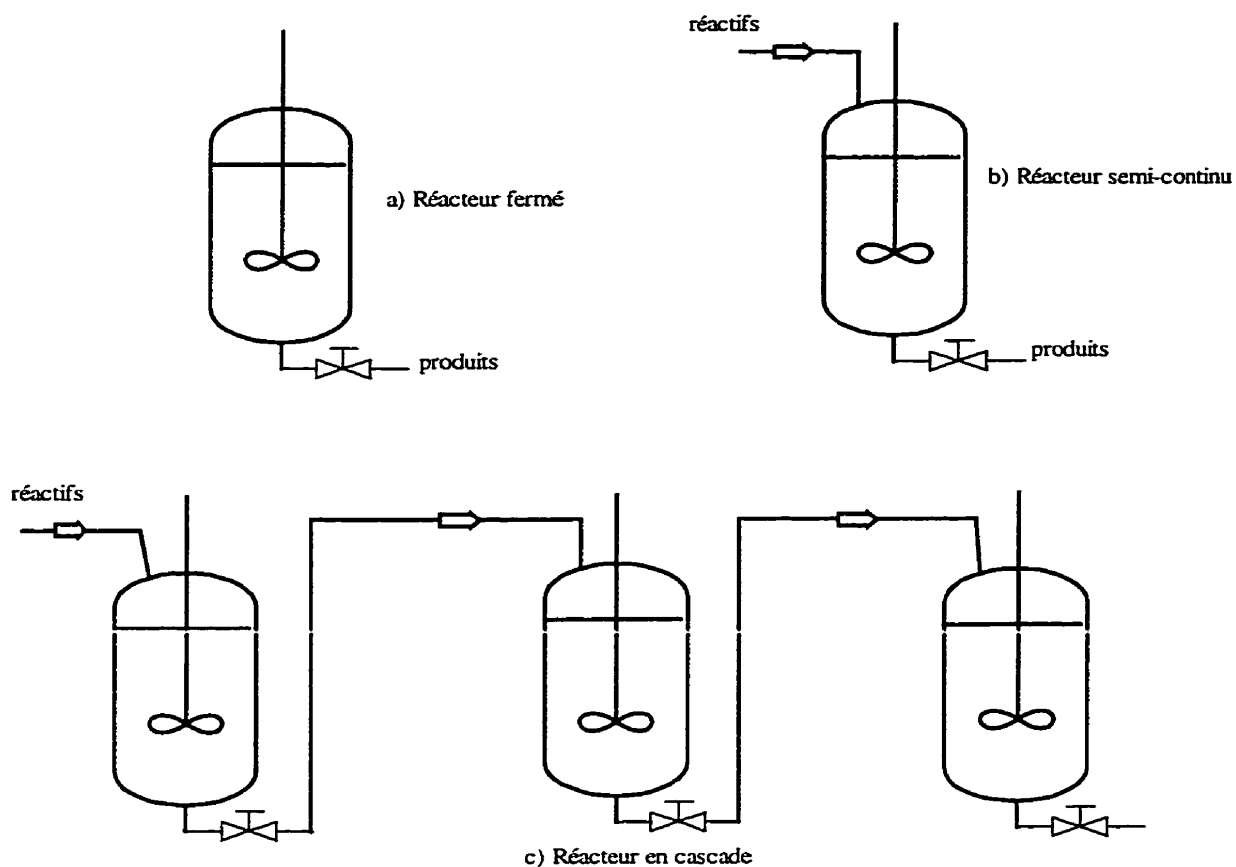 réactifs
a) Réacteur fermé
produits
b) Réacteur semi-continu
produits
réactifs
c) Réacteur en cascade